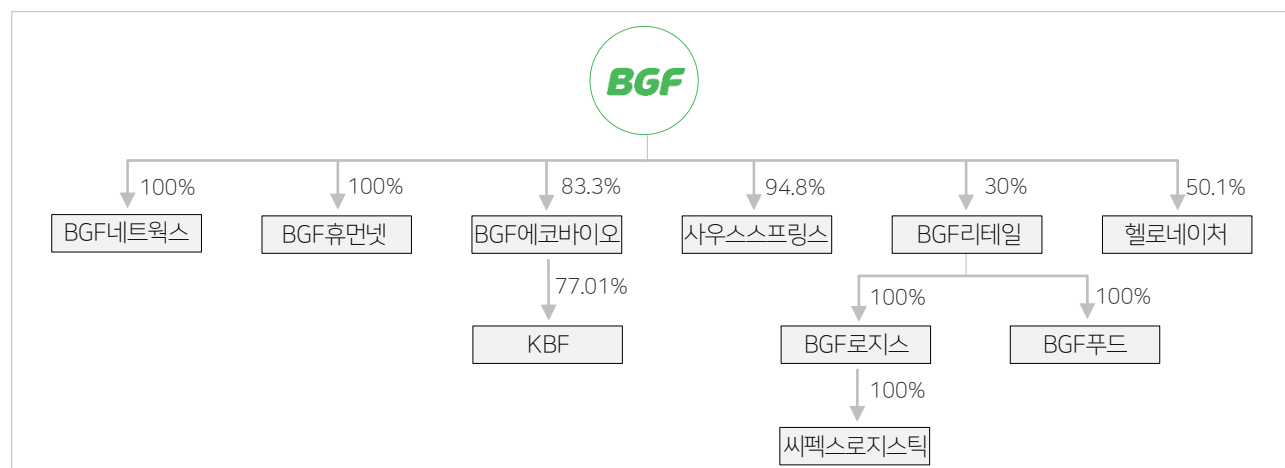 BGF
100%
100%
83.3%
94.8%
30%
50.1%
BGF네트웍스
BGF휴먼넷
BGF에코바이오
사우스스프링스
BGF리테일
헬로네이처
77.01%
100%
100%
KBF
BGF로지스
BGF푸드
100%
씨펙스로지스틱